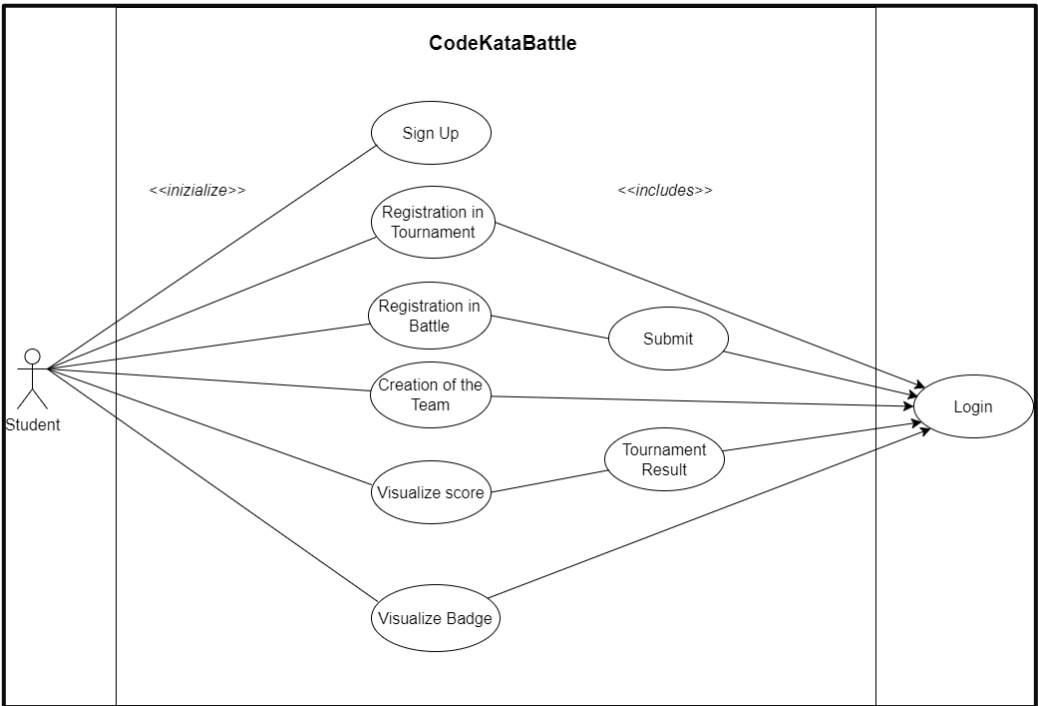 CodeKataBattle
Sign Up
<<inizialize>>
<<includes>>
Registration in
Tournament
Registration in
Battle
Submit
Creation of the
Team
Student
Login
Tournament
Result
Visualize score
Visualize Badge